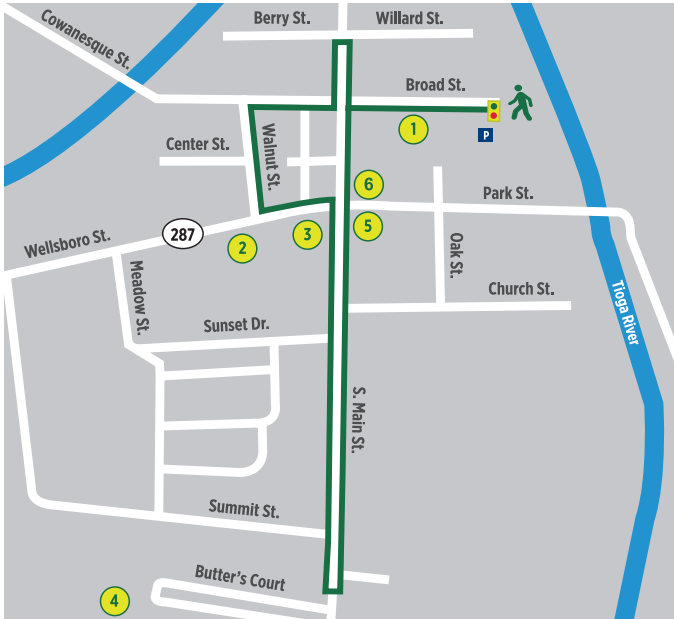 Berry St.
Willard St.
Cowanesque St.
Broad St.
1
P
Center St.
Walnut St.
6
Park St.
287
Wellsboro St.
2
3
5
Oak St.
Meadow St.
Church St.
Tioga River
Sunset Dr.
S. Main St.
Summit St.
Butter's Court
4